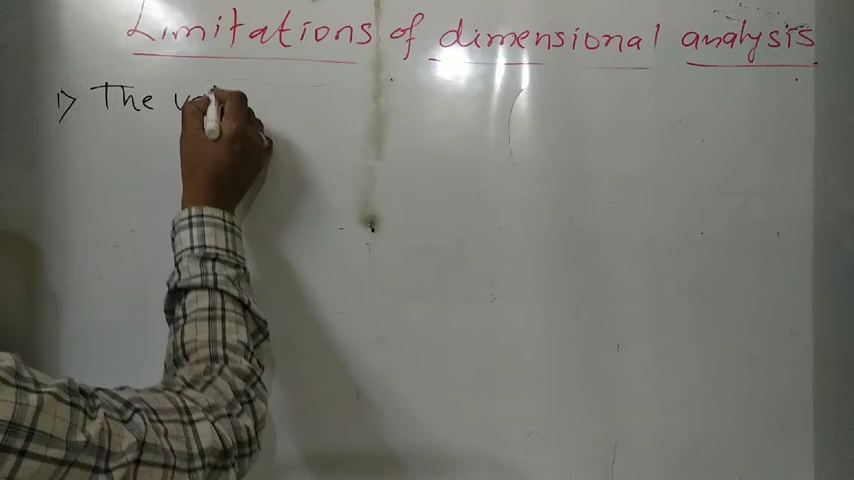 Limitations of dimensional analysis
1> The